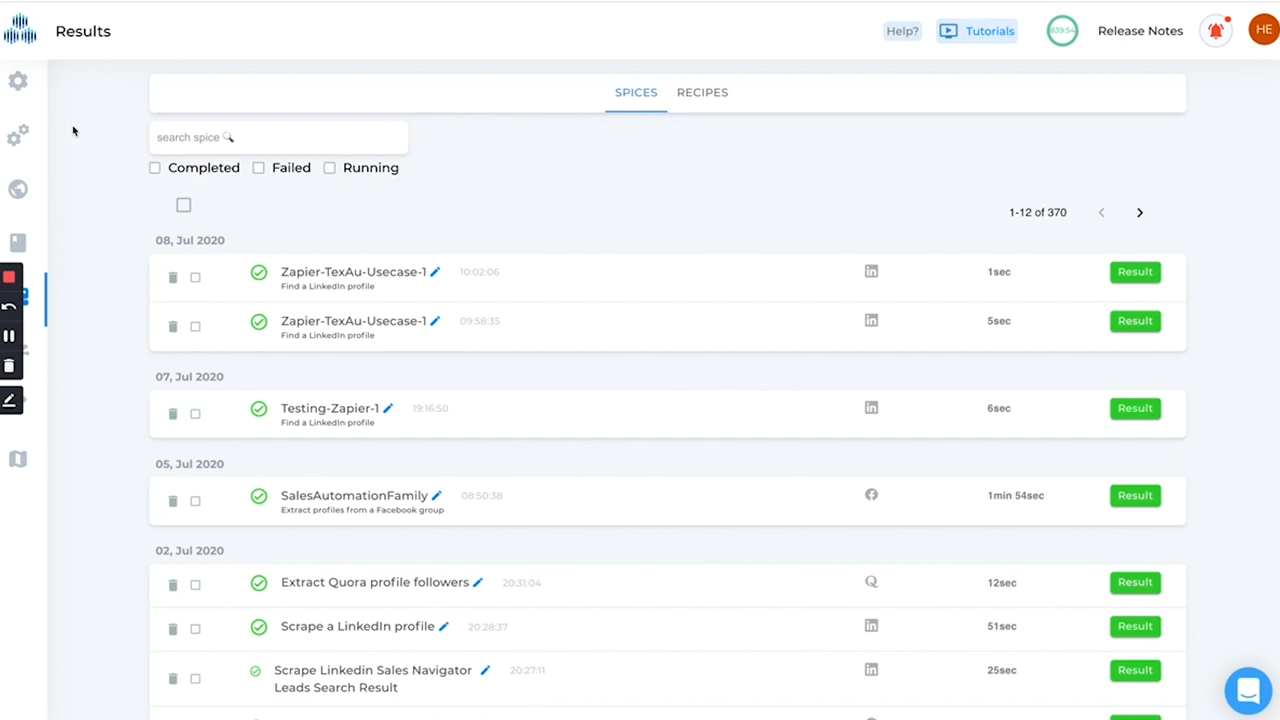 Results
Help?
Tutorials
839:54
Release Notes
HE
SPICES
RECIPES
search spice
Completed
Failed
Running
1-12 of 370
08, Jul 2020
Zapier-TexAu-Usecase-1
10:02:06
1sec
Result
Find a LinkedIn profile
Zapier-TexAu-Usecase-1
09:58:35
5sec
Result
Find a LinkedIn profile
07, Jul 2020
Testing-Zapier-1
19:16:50
6sec
Result
Find a LinkedIn profile
05, Jul 2020
SalesAutomationFamily
08:50:38
1min 54sec
Result
Extract profiles from a Facebook group
02, Jul 2020
Extract Quora profile followers
20:31:04
12sec
Result
Scrape a LinkedIn profile
20:28:37
51sec
Result
Scrape Linkedin Sales Navigator
Leads Search Result
20:27:11
25sec
Result